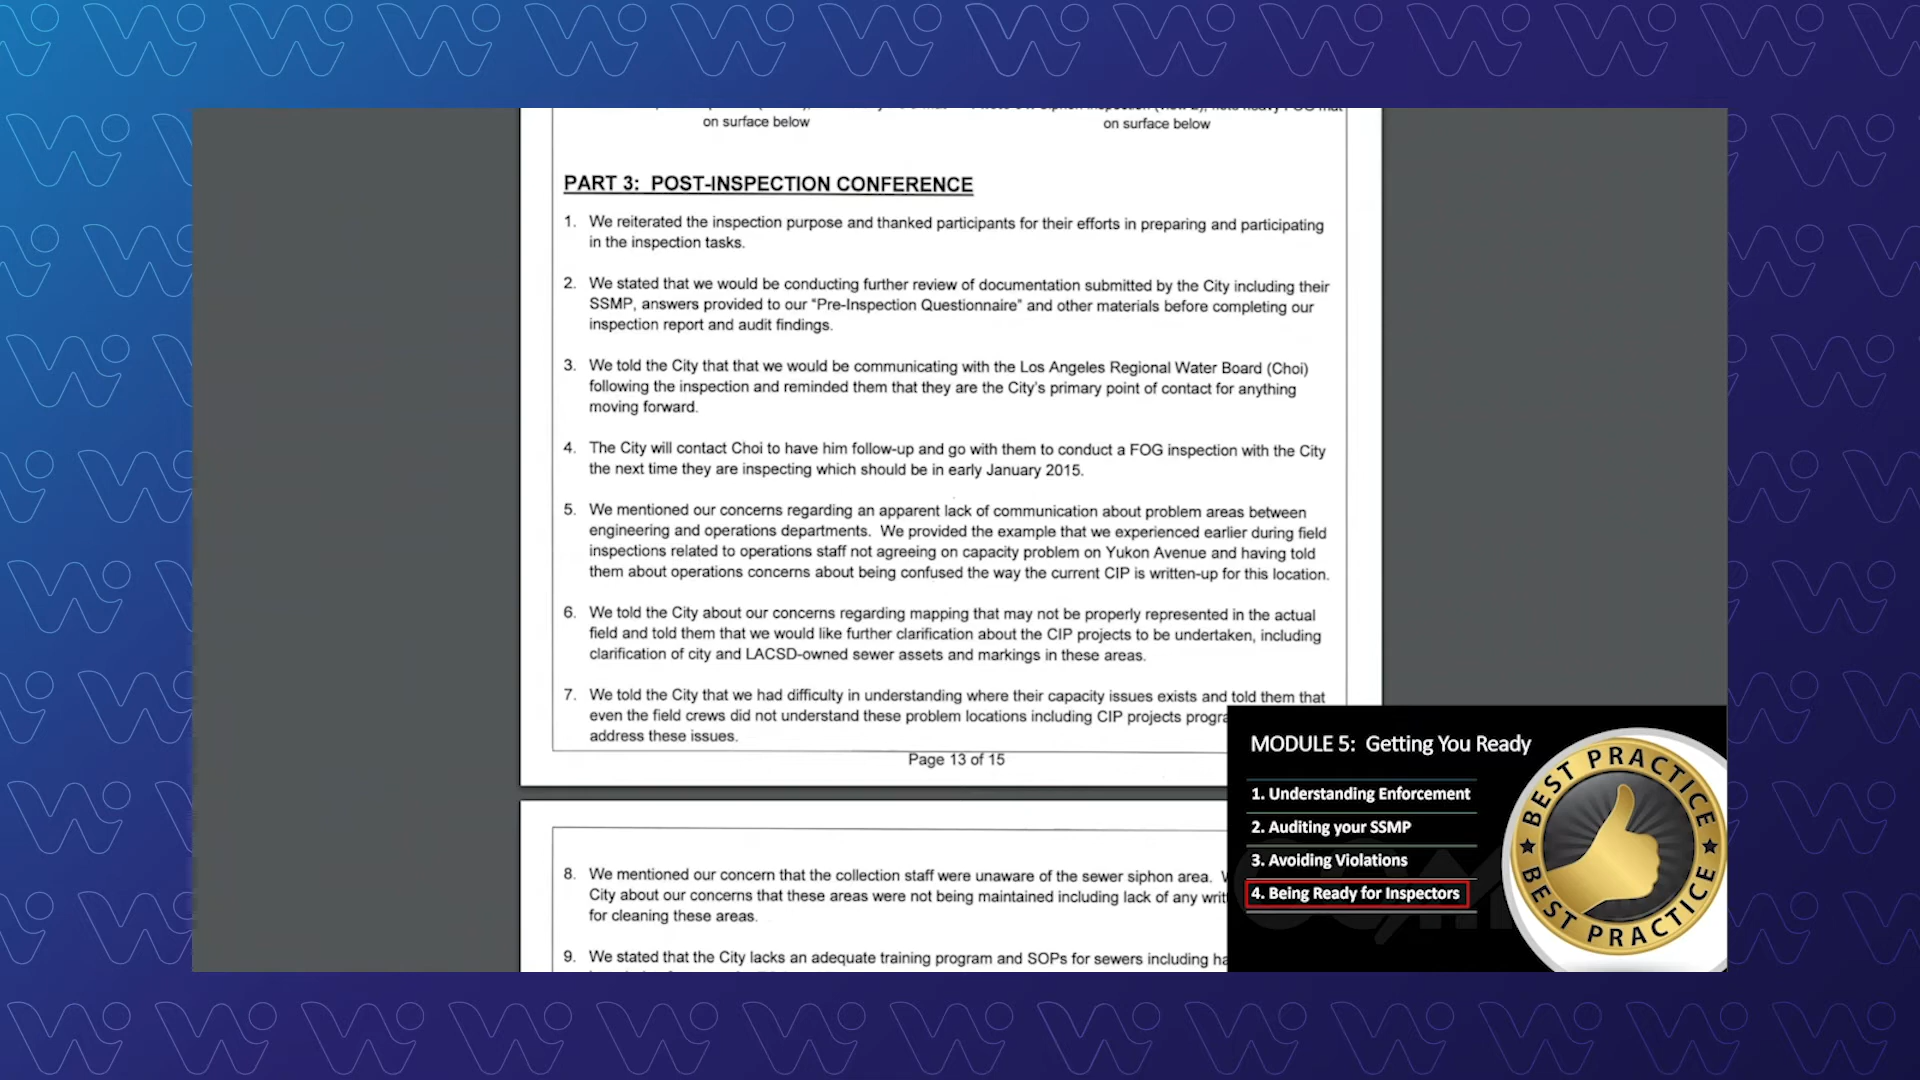 on surface below
on surface below
PART 3: POST-INSPECTION CONFERENCE
1. We reiterated the inspection purpose and thanked participants for their efforts in preparing and participating
in the inspection tasks.
2. We stated that we would be conducting further review of documentation submitted by the City including their
SSMP, answers provided to our "Pre-Inspection Questionnaire" and other materials before completing our
inspection report and audit findings.
3. We told the City that that we would be communicating with the Los Angeles Regional Water Board (Choi)
following the inspection and reminded them that they are the City's primary point of contact for anything
moving forward.
4. The City will contact Choi to have him follow-up and go with them to conduct a FOG inspection with the City
the next time they are inspecting which should be in early January 2015.
5. We mentioned our concerns regarding an apparent lack of communication about problem areas between
engineering and operations departments. We provided the example that we experienced earlier during field
inspections related to operations staff not agreeing on capacity problem on Yukon Avenue and having told
them about operations concerns about being confused the way the current CIP is written-up for this location.
6. We told the City about our concerns regarding mapping that may not be properly represented in the actual
field and told them that we would like further clarification about the CIP projects to be undertaken, including
clarification of city and LACSD-owned sewer assets and markings in these areas.
7. We told the City that we had difficulty in understanding where their capacity issues exists and told them that
even the field crews did not understand these problem locations including CIP projects progra
address these issues.
Page 13 of 15
8. We mentioned our concern that the collection staff were unaware of the sewer siphon area.
City about our concerns that these areas were not being maintained including lack of any writ
for cleaning these areas.
9. We stated that the City lacks an adequate training program and SOPs for sewers including ha
MODULE 5: Getting You Ready
1. Understanding Enforcement
2. Auditing your SSMP
3. Avoiding Violations
4. Being Ready for Inspectors
BEST PRACTICE
BEST PRACTICE